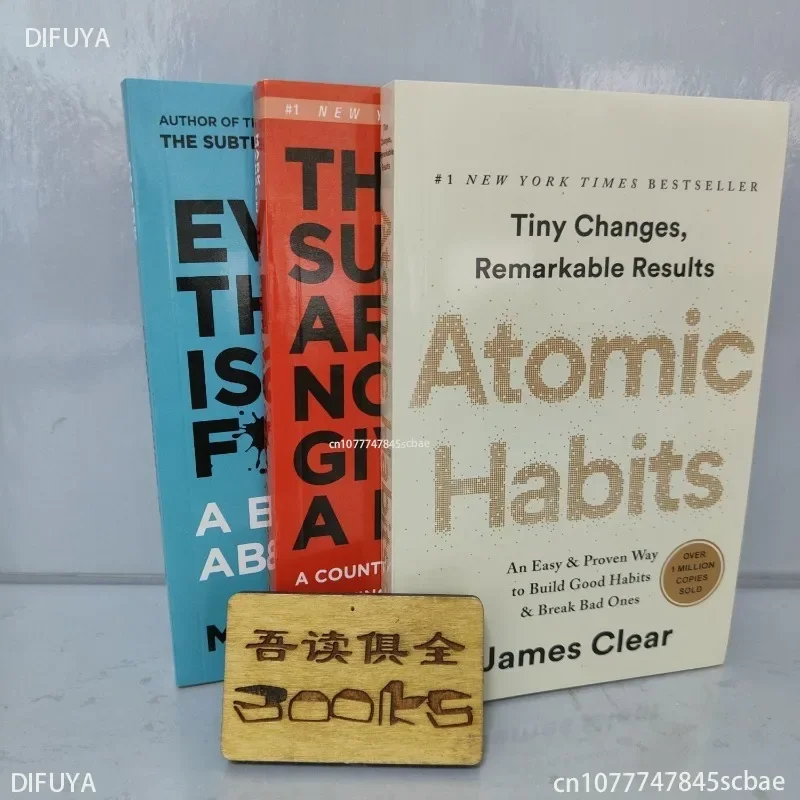 DIFUYA
AUTHOR OF
THE SUBTL
EV
TH
IS
F
A
AB
M
#1 NEW
TH
SU
AR
NO
GI
A
A COUNT
#1 NEW YORK TIMES BESTSELLER
Tiny Changes,
Remarkable Results
Atomic
Habits
An Easy & Proven Way
to Build Good Habits
& Break Bad Ones
OVER
1 MILLION
COPIES
SOLD
James Clear
cn1077747845scbae
吾读俱全
BOOKS
DIFUYA
cn1077747845scbae